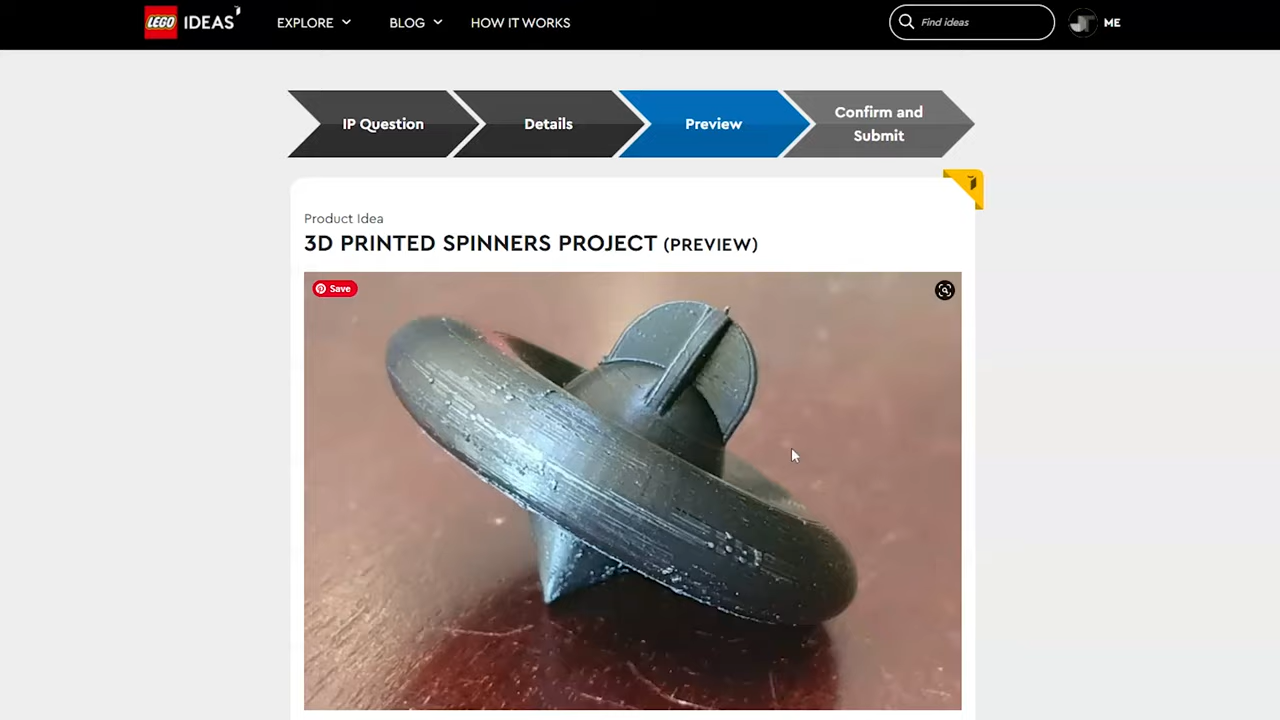 LEGO IDEAS EXPLORE BLOG HOW IT WORKS Find ideas ME
IP Question Details Preview Confirm and
Submit
Product Idea
3D PRINTED SPINNERS PROJECT (PREVIEW)
Save